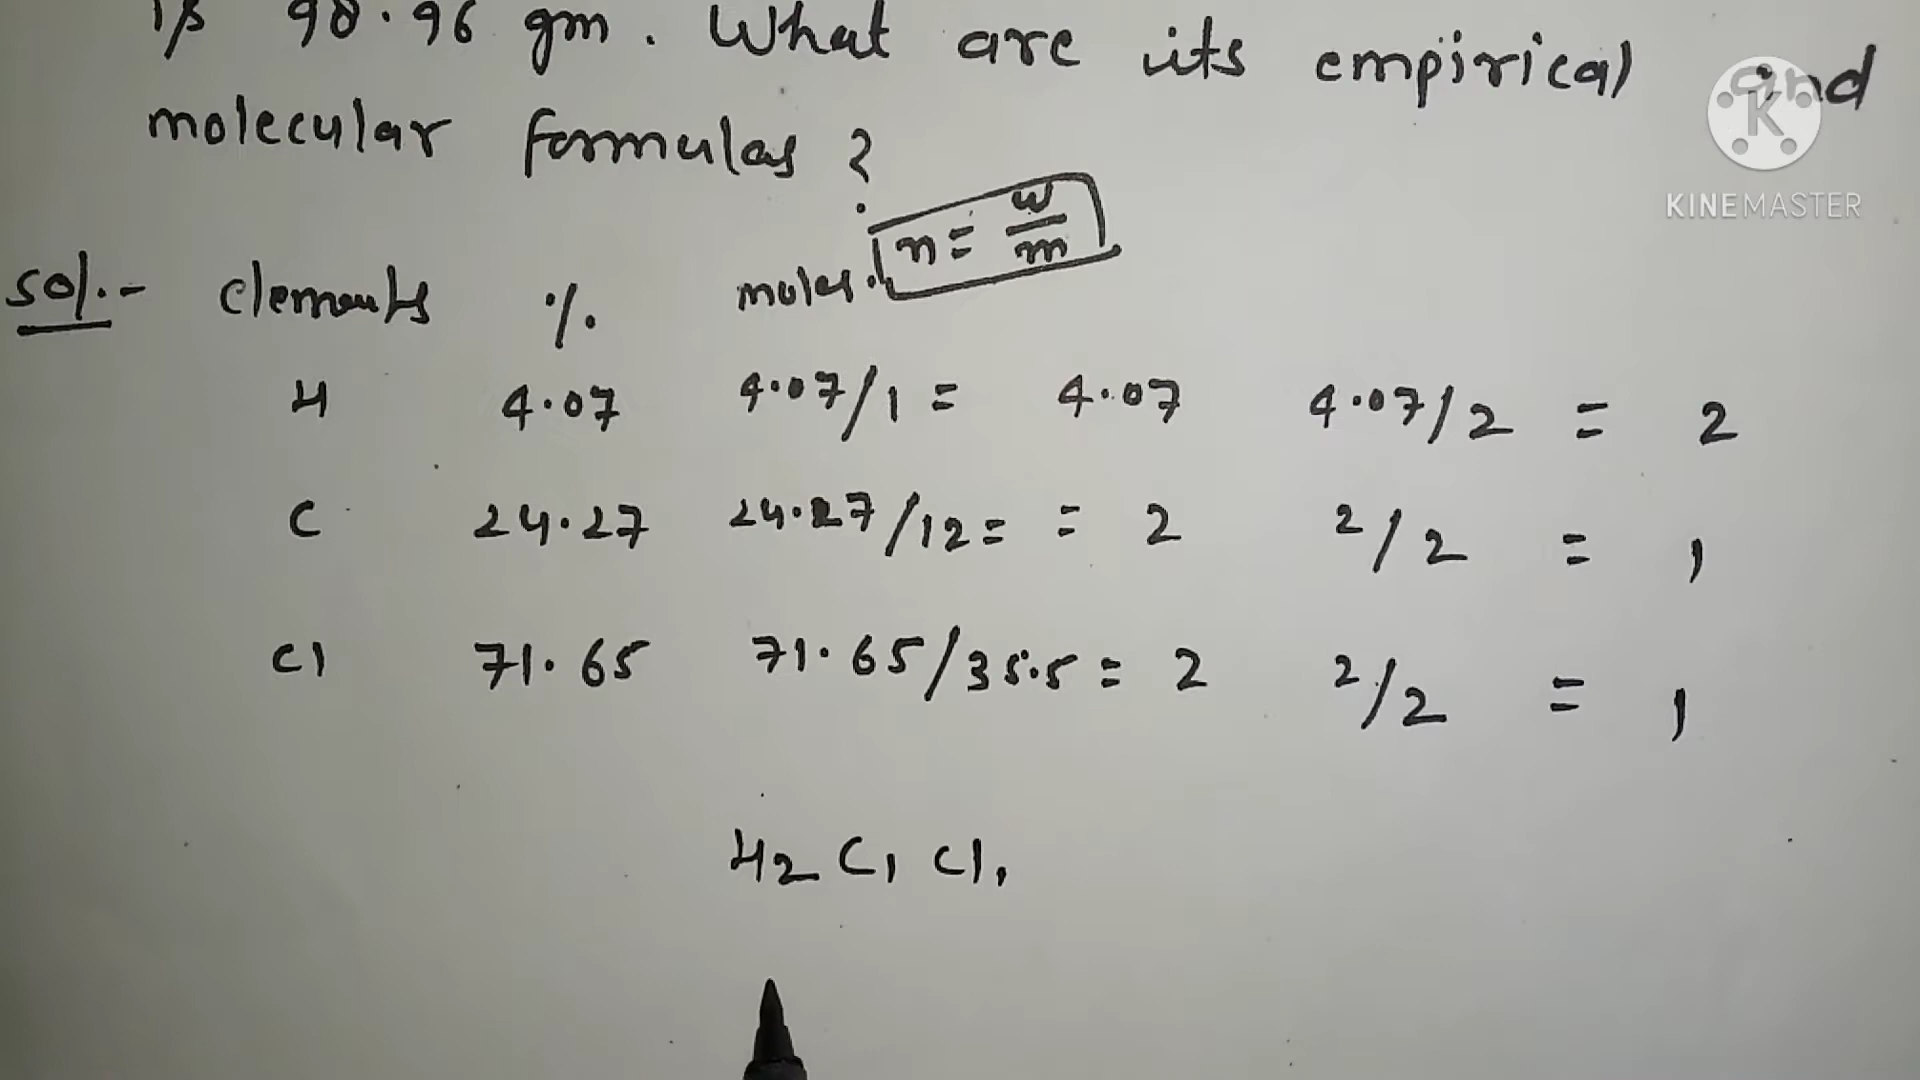 is 98.96 gm. What are its empirical and
molecular formulas ?
n = w/m
Sol.- elements % moles.
H 4.07 4.07/1 = 4.07 4.07/2 = 2
C 24.27 24.27/12 = = 2 2/2 = 1
Cl 71.65 71.65/35.5 = 2 2/2 = 1
H2 C1 Cl1
K
KINEMASTER